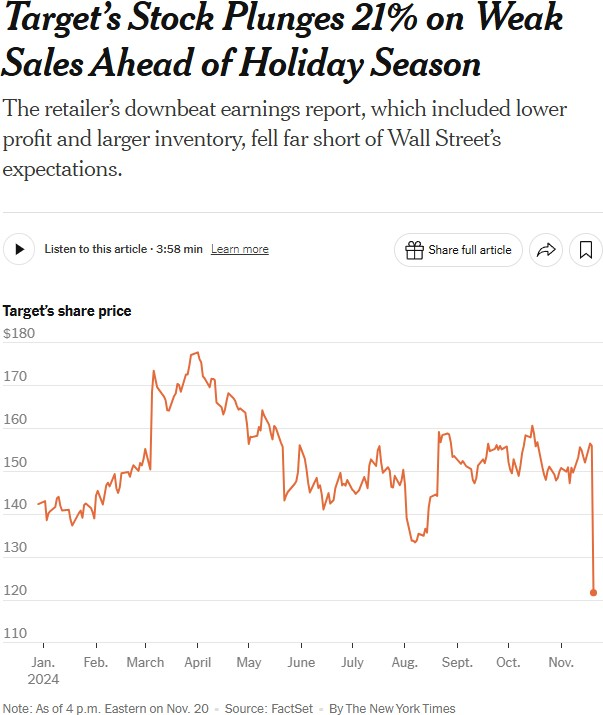 Target’s Stock Plunges 21% on Weak
Sales Ahead of Holiday Season
The retailer’s downbeat earnings report, which included lower
profit and larger inventory, fell far short of Wall Street’s
expectations.
Listen to this article · 3:58 min Learn more
Share full article
Target’s share price
$180
170
160
150
140
130
120
110
Jan. Feb. March April May June July Aug. Sept. Oct. Nov.
2024
Note: As of 4 p.m. Eastern on Nov. 20 • Source: FactSet • By The New York Times